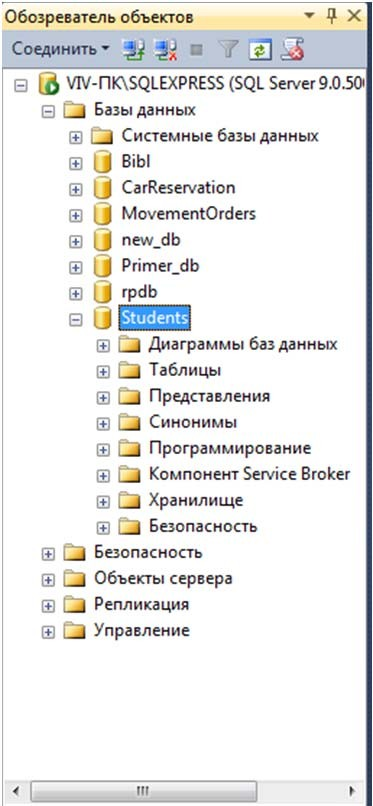 Обозреватель объектов
Соединить
VIV-ПК\SQLEXPRESS (SQL Server 9.0.500
Базы данных
Системные базы данных
Bibl
CarReservation
MovementOrders
new_db
Primer_db
rpdb
Students
Диаграммы баз данных
Таблицы
Представления
Синонимы
Программирование
Компонент Service Broker
Хранилище
Безопасность
Безопасность
Объекты сервера
Репликация
Управление